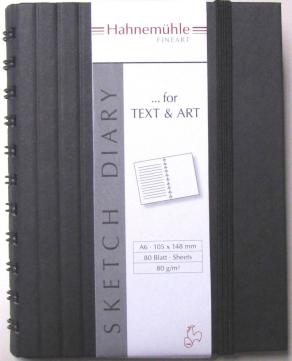 Hahnemühle
FINEART
SKETCH DIARY
... for
TEXT & ART
A6 · 105 x 148 mm
80 Blatt · Sheets
80 g/m²